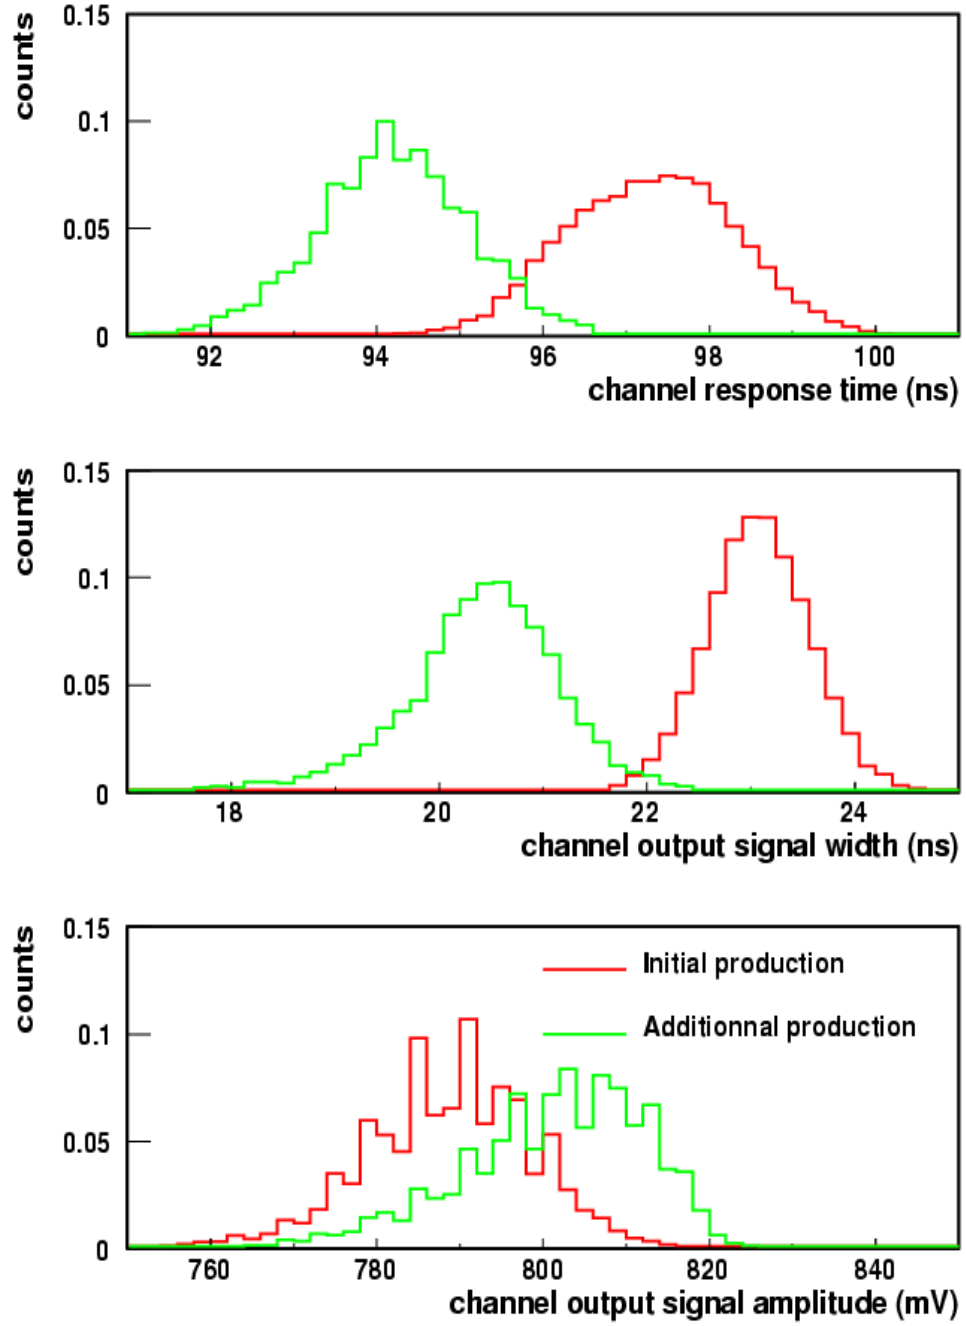 0.15
counts
0.1
0.05
0
92 94 96 98 100
channel response time (ns)
0.15
counts
0.1
0.05
0
18 20 22 24
channel output signal width (ns)
0.15
counts
Initial production
Additionnal production
0.1
0.05
0
760 780 800 820 840
channel output signal amplitude (mV)